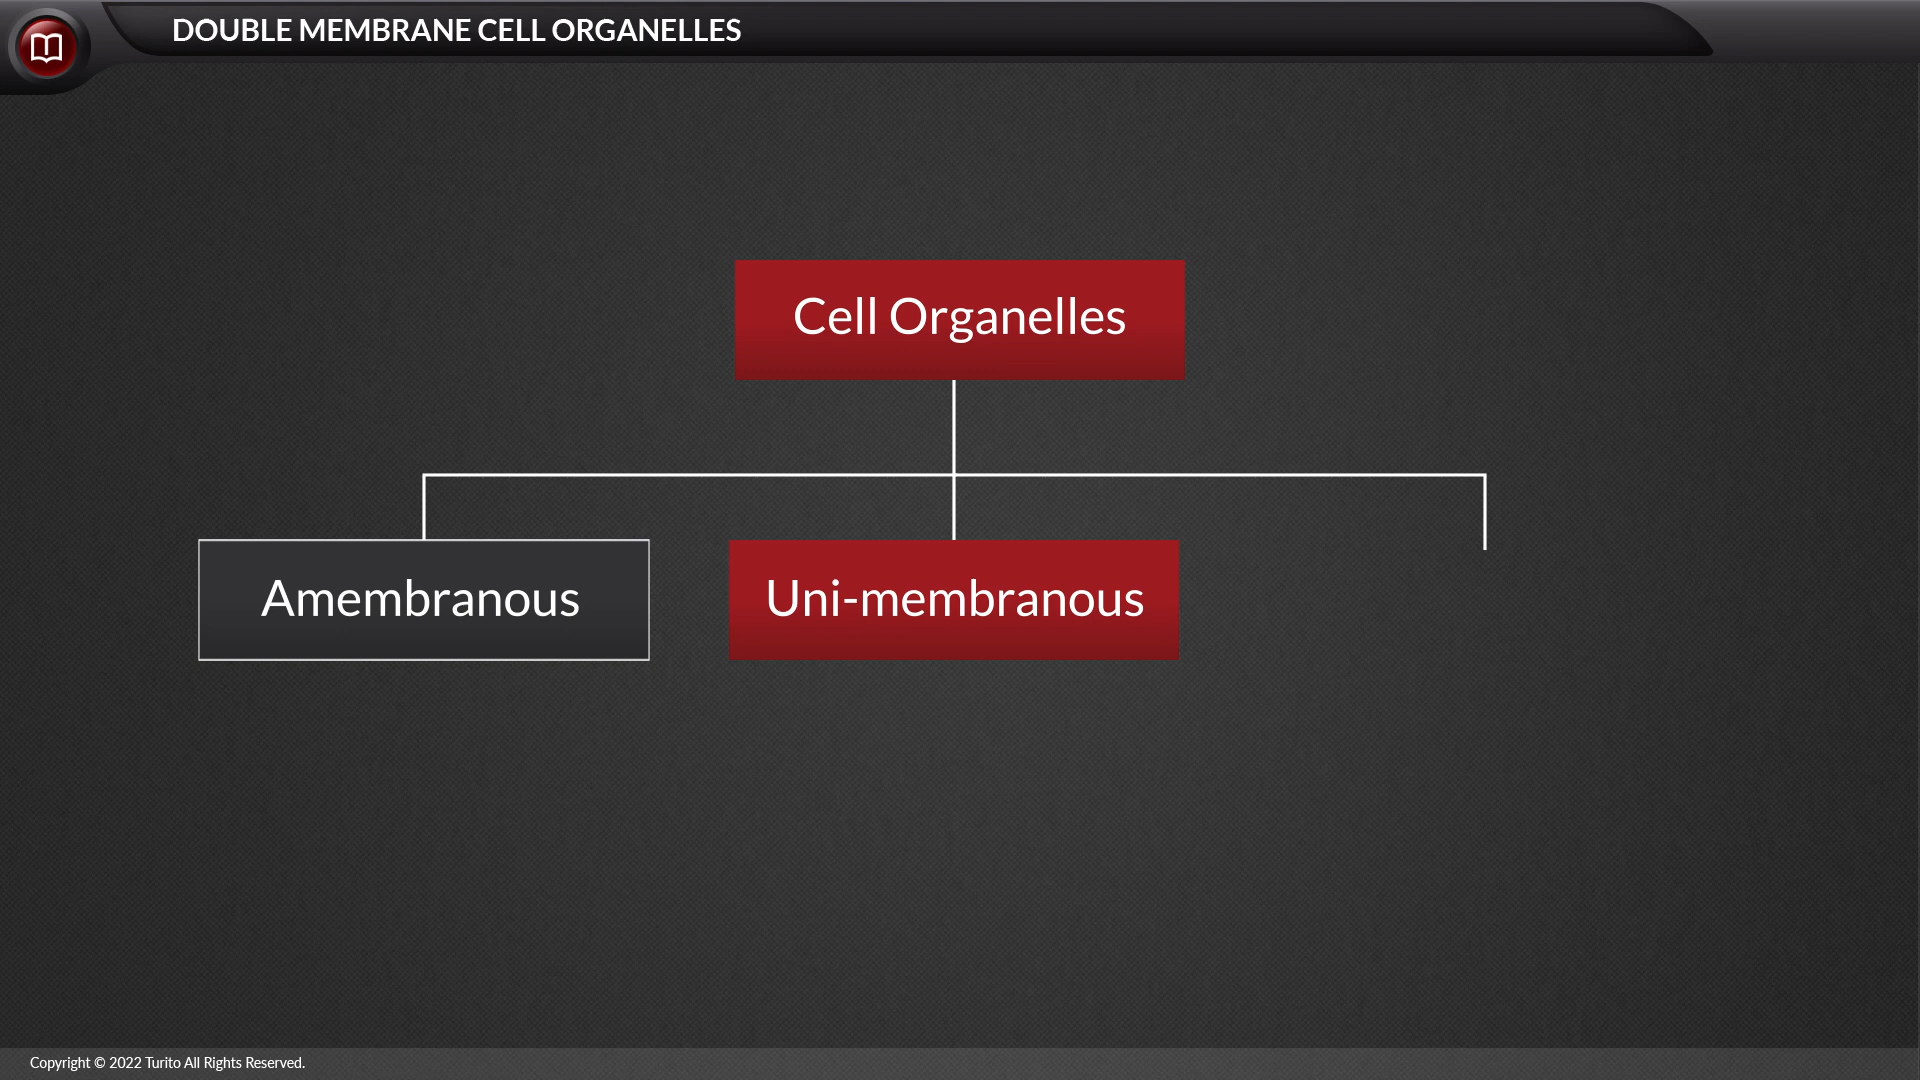 DOUBLE MEMBRANE CELL ORGANELLES
Cell Organelles
Amembranous
Uni-membranous
Copyright © 2022 Turito All Rights Reserved.